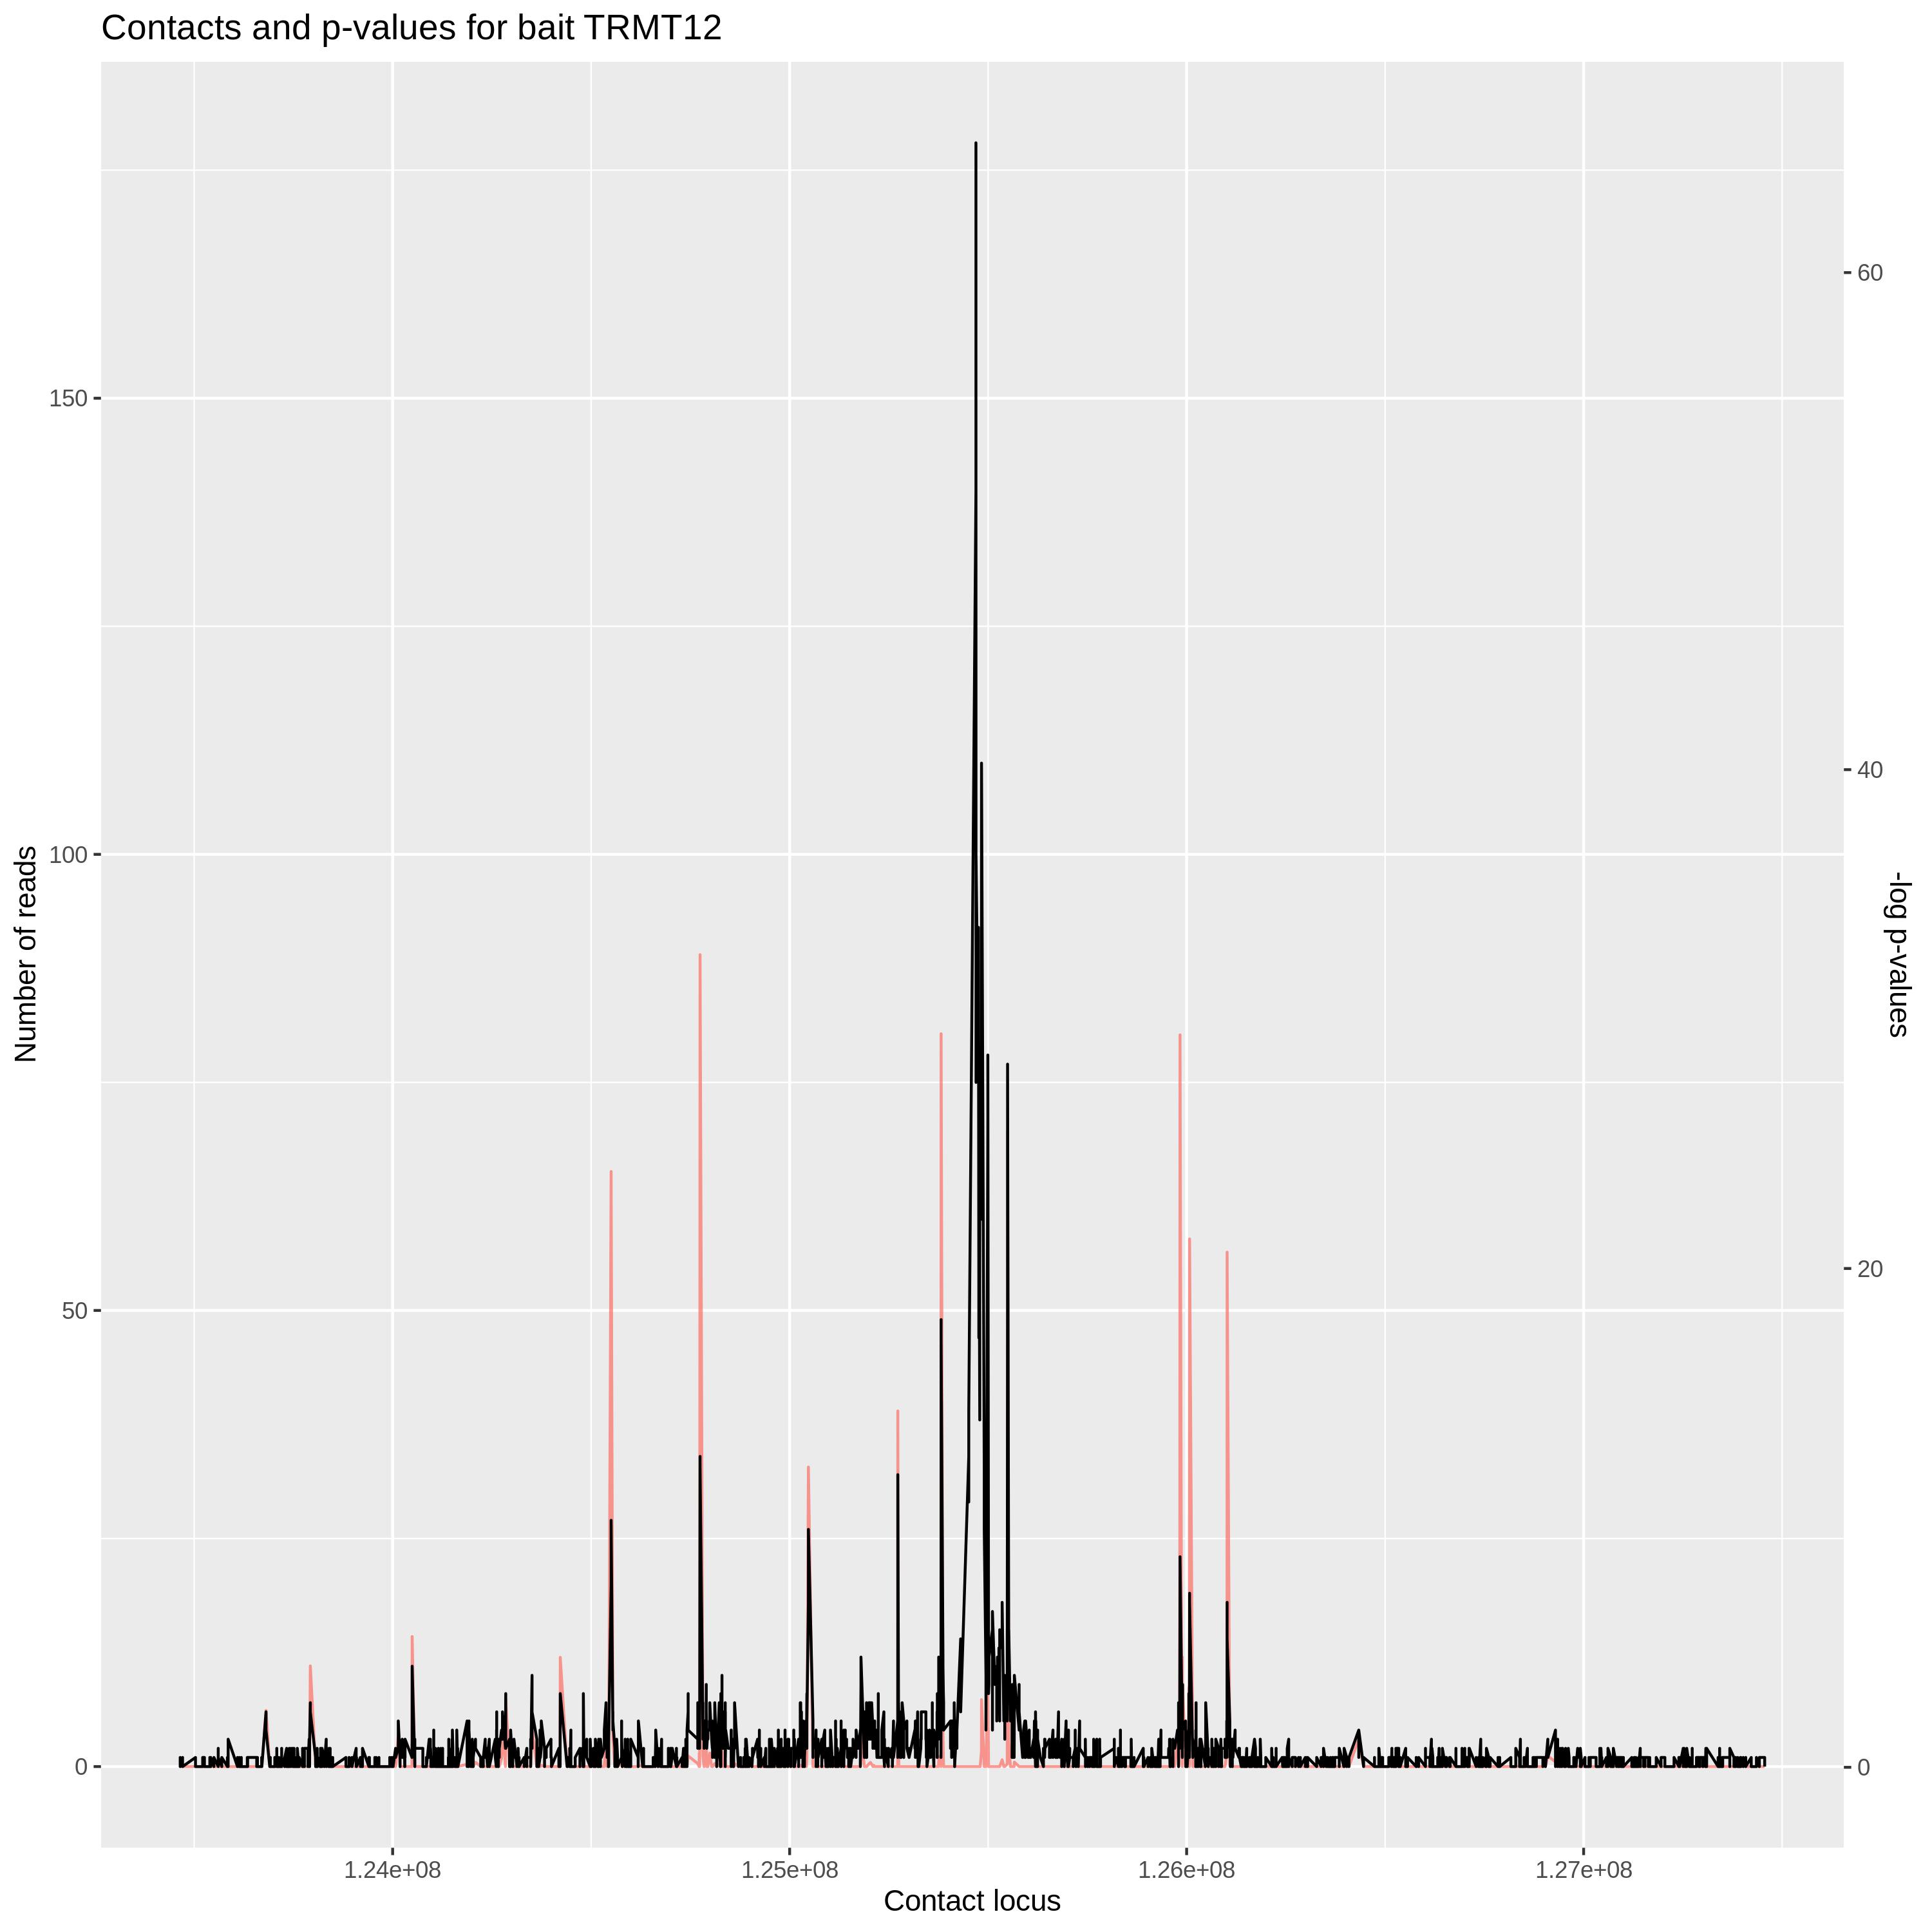 Contacts and p-values for bait TRMT12
150
100
50
0
Number of reads
60
40
20
0
-log p-values
1.24e+08
1.25e+08
1.26e+08
1.27e+08
Contact locus